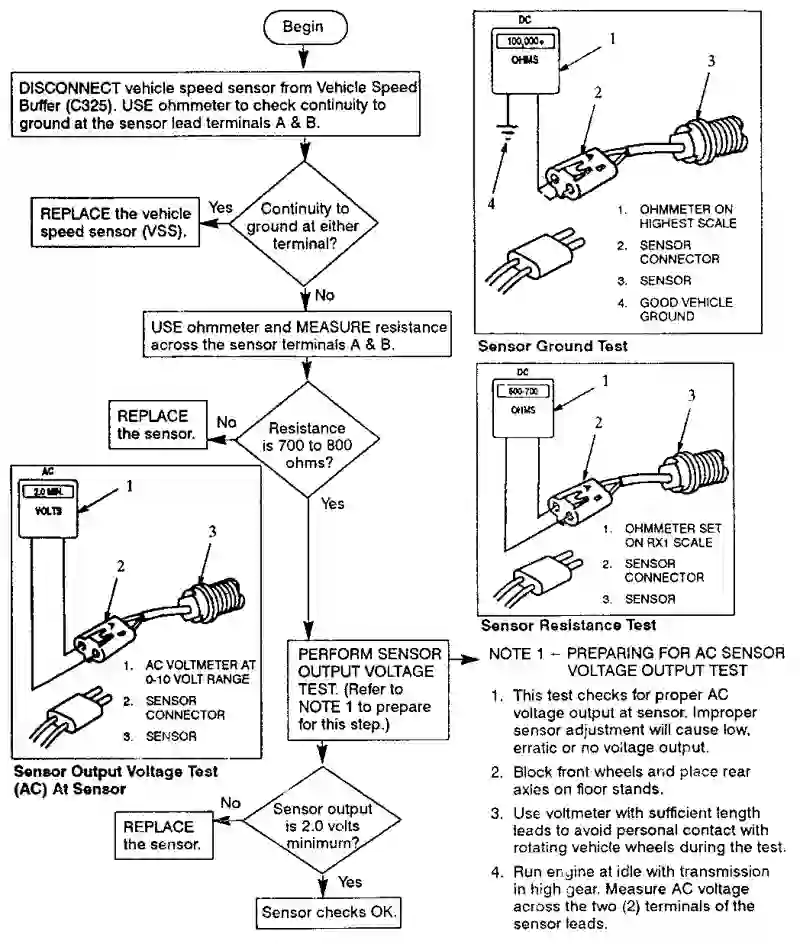 Begin
DISCONNECT vehicle speed sensor from Vehicle Speed
Buffer (C325). USE ohmmeter to check continuity to
ground at the sensor lead terminals A & B.
Continuity to
ground at either
terminal?
Yes
REPLACE the vehicle
speed sensor (VSS).
No
USE ohmmeter and MEASURE resistance
across the sensor terminals A & B.
Resistance
is 700 to 800
ohms?
No
REPLACE
the sensor.
Yes
PERFORM SENSOR
OUTPUT VOLTAGE
TEST. (Refer to
NOTE 1 to prepare
for this step.)
Sensor output
is 2.0 volts
minimum?
No
REPLACE
the sensor.
Yes
Sensor checks OK.
DC
100,000+
OHMS
1
2
3
4
A
B
1. OHMMETER ON
HIGHEST SCALE
2. SENSOR
CONNECTOR
3. SENSOR
4. GOOD VEHICLE
GROUND
Sensor Ground Test
DC
600-700
OHMS
1
2
3
A
B
1. OHMMETER SET
ON RX1 SCALE
2. SENSOR
CONNECTOR
3. SENSOR
Sensor Resistance Test
AC
2.0 MIN.
VOLTS
1
2
3
A
B
1. AC VOLTMETER AT
0-10 VOLT RANGE
2. SENSOR
CONNECTOR
3. SENSOR
Sensor Output Voltage Test
(AC) At Sensor
NOTE 1 – PREPARING FOR AC SENSOR
VOLTAGE OUTPUT TEST
1. This test checks for proper AC
voltage output at sensor. Improper
sensor adjustment will cause low,
erratic or no voltage output.
2. Block front wheels and place rear
axles on floor stands.
3. Use voltmeter with sufficient length
leads to avoid personal contact with
rotating vehicle wheels during the test.
4. Run engine at idle with transmission
in high gear. Measure AC voltage
across the two (2) terminals of the
sensor leads.